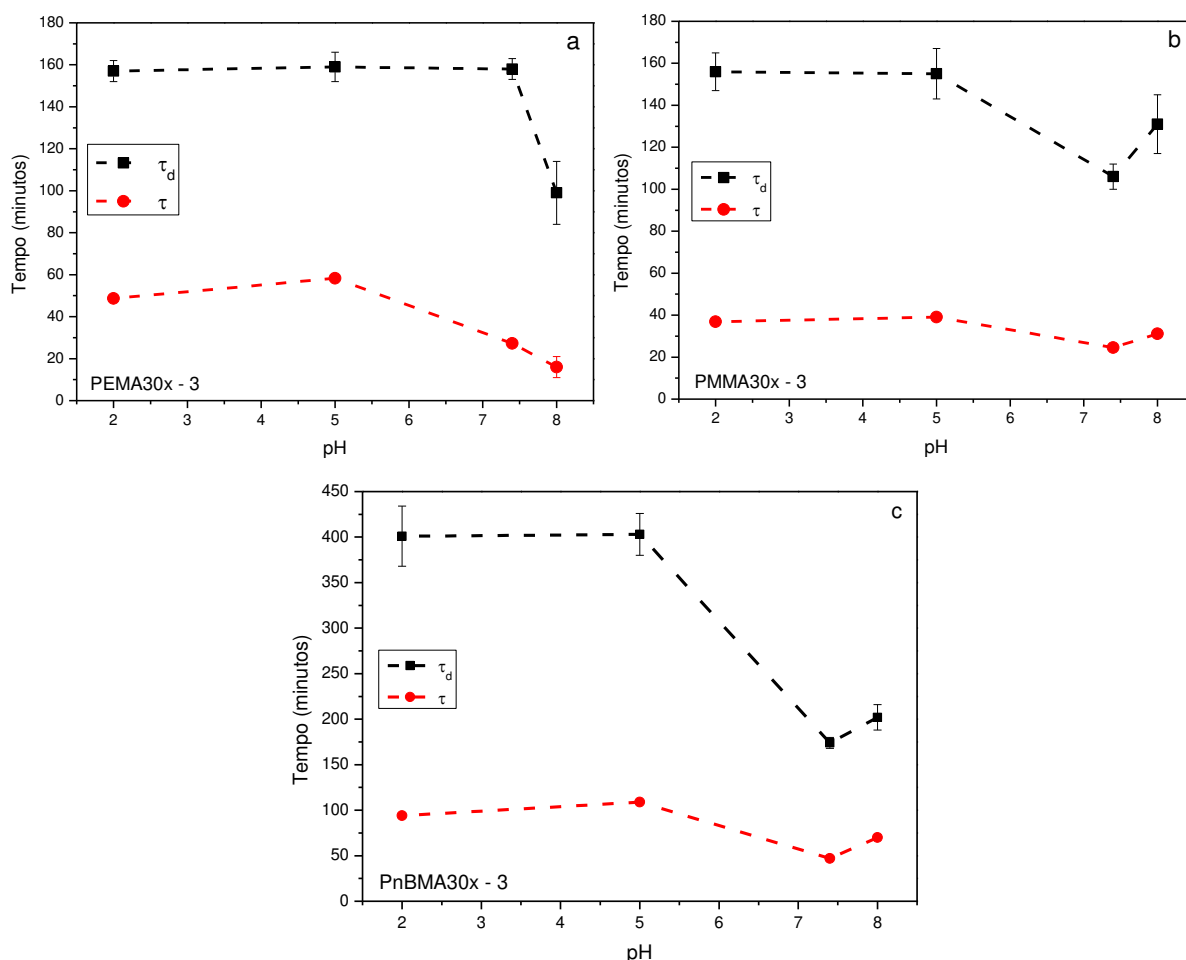 a
180
160
140
120
100
80
60
40
20
0
Tempo (minutos)
τd
τ
PEMA30x - 3
2 3 4 5 6 7 8
pH
b
180
160
140
120
100
80
60
40
20
0
Tempo (minutos)
τd
τ
PMMA30x - 3
2 3 4 5 6 7 8
pH
c
450
400
350
300
250
200
150
100
50
0
Tempo (minutos)
τd
τ
PnBMA30x - 3
2 3 4 5 6 7 8
pH